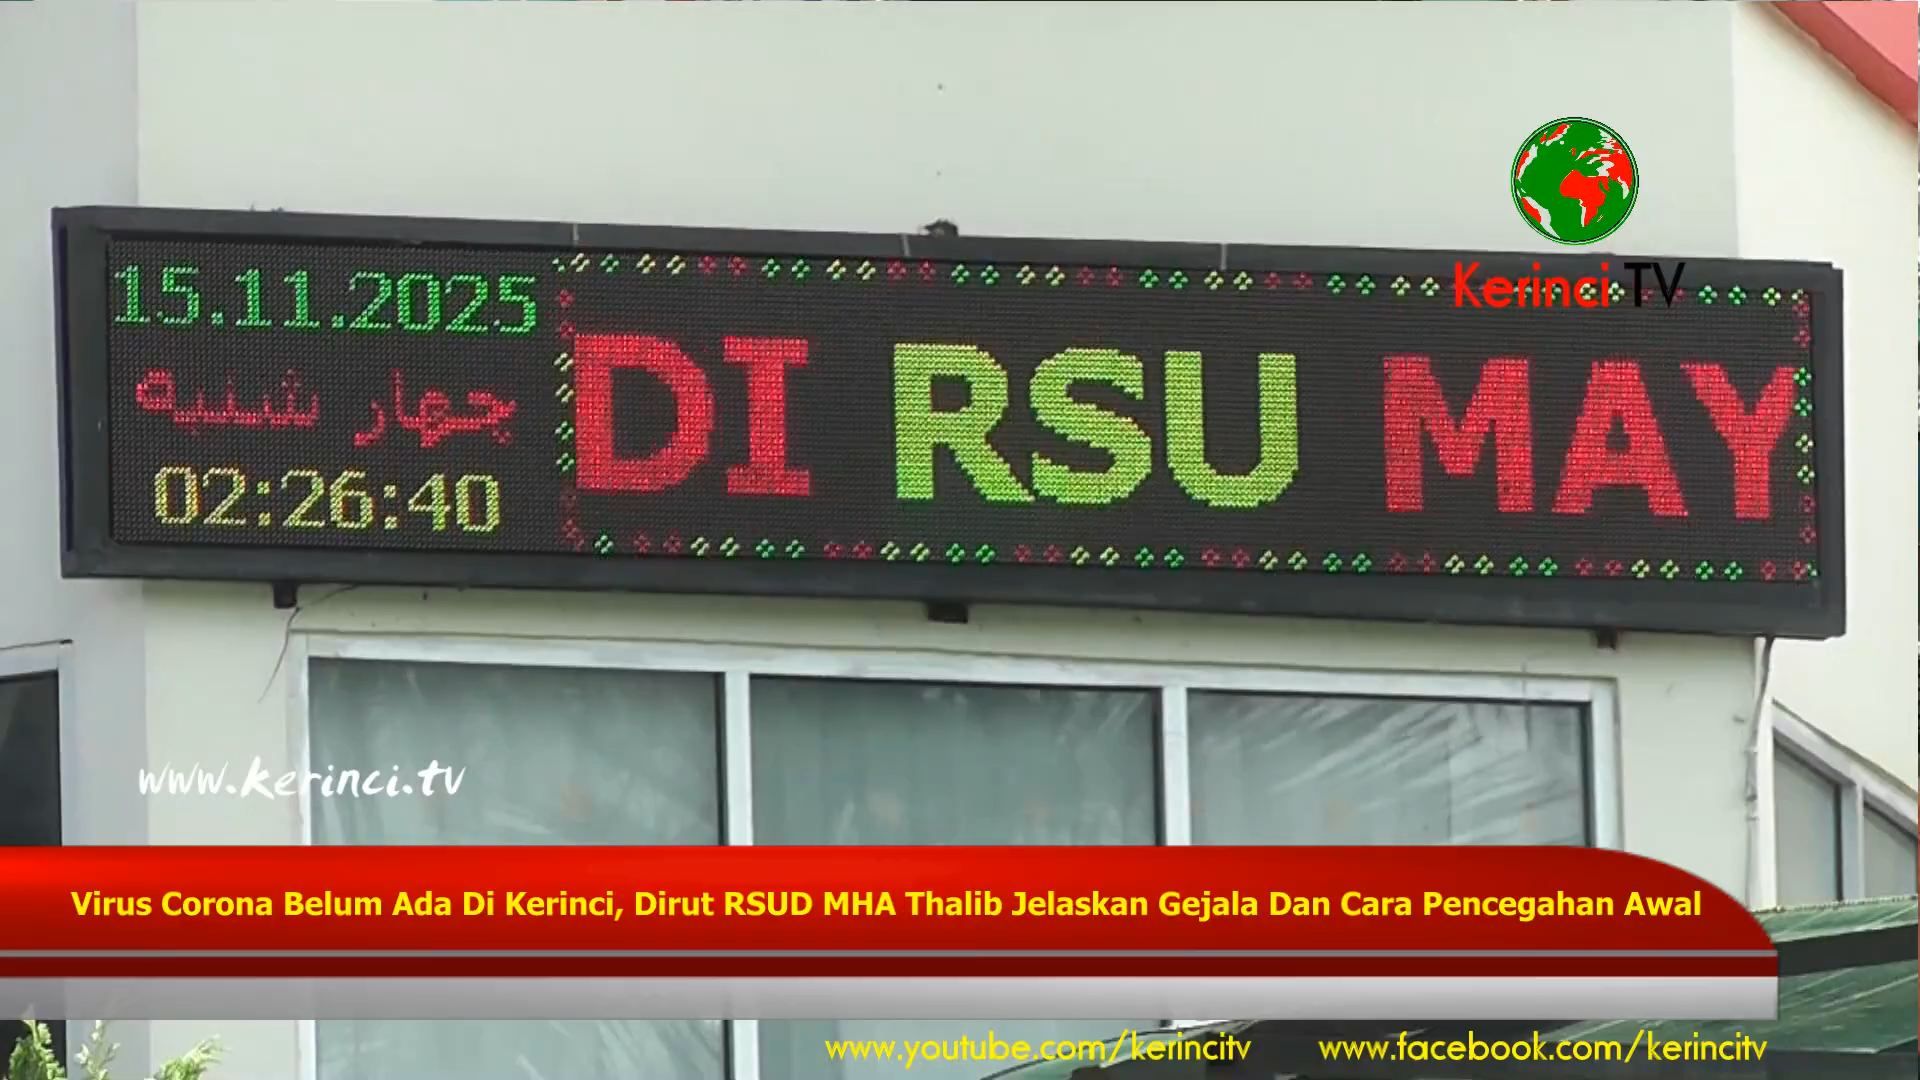 Kerinci TV
15.11.2025
چهار شنبه
02:26:40
DI RSU MAY
www.kerinci.tv
Virus Corona Belum Ada Di Kerinci, Dirut RSUD MHA Thalib Jelaskan Gejala Dan Cara Pencegahan Awal
www.youtube.com/kerincitv
www.facebook.com/kerincitv